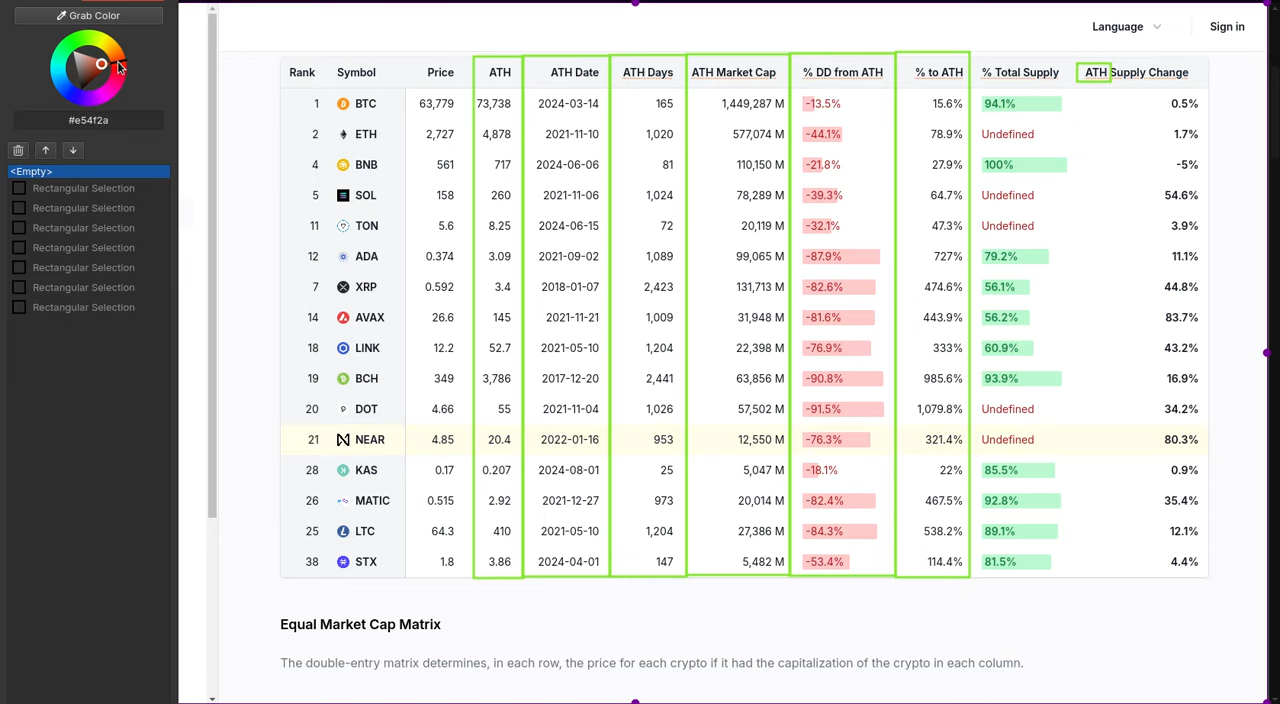 Grab Color
#e54f2a
<Empty>
Rectangular Selection
Rectangular Selection
Rectangular Selection
Rectangular Selection
Rectangular Selection
Rectangular Selection
Rectangular Selection
Language Sign in
Rank Symbol Price ATH ATH Date ATH Days ATH Market Cap % DD from ATH % to ATH % Total Supply ATH Supply Change
1 BTC 63,779 73,738 2024-03-14 165 1,449,287 M -13.5% 15.6% 94.1% 0.5%
2 ETH 2,727 4,878 2021-11-10 1,020 577,074 M -44.1% 78.9% Undefined 1.7%
4 BNB 561 717 2024-06-06 81 110,150 M -21.8% 27.9% 100% -5%
5 SOL 158 260 2021-11-06 1,024 78,289 M -39.3% 64.7% Undefined 54.6%
11 TON 5.6 8.25 2024-06-15 72 20,119 M -32.1% 47.3% Undefined 3.9%
12 ADA 0.374 3.09 2021-09-02 1,089 99,065 M -87.9% 727% 79.2% 11.1%
7 XRP 0.592 3.4 2018-01-07 2,423 131,713 M -82.6% 474.6% 56.1% 44.8%
14 AVAX 26.6 145 2021-11-21 1,009 31,948 M -81.6% 443.9% 56.2% 83.7%
18 LINK 12.2 52.7 2021-05-10 1,204 22,398 M -76.9% 333% 60.9% 43.2%
19 BCH 349 3,786 2017-12-20 2,441 63,856 M -90.8% 985.6% 93.9% 16.9%
20 DOT 4.66 55 2021-11-04 1,026 57,502 M -91.5% 1,079.8% Undefined 34.2%
21 NEAR 4.85 20.4 2022-01-16 953 12,550 M -76.3% 321.4% Undefined 80.3%
28 KAS 0.17 0.207 2024-08-01 25 5,047 M -18.1% 22% 85.5% 0.9%
26 MATIC 0.515 2.92 2021-12-27 973 20,014 M -82.4% 467.5% 92.8% 35.4%
25 LTC 64.3 410 2021-05-10 1,204 27,386 M -84.3% 538.2% 89.1% 12.1%
38 STX 1.8 3.86 2024-04-01 147 5,482 M -53.4% 114.4% 81.5% 4.4%
Equal Market Cap Matrix
The double-entry matrix determines, in each row, the price for each crypto if it had the capitalization of the crypto in each column.